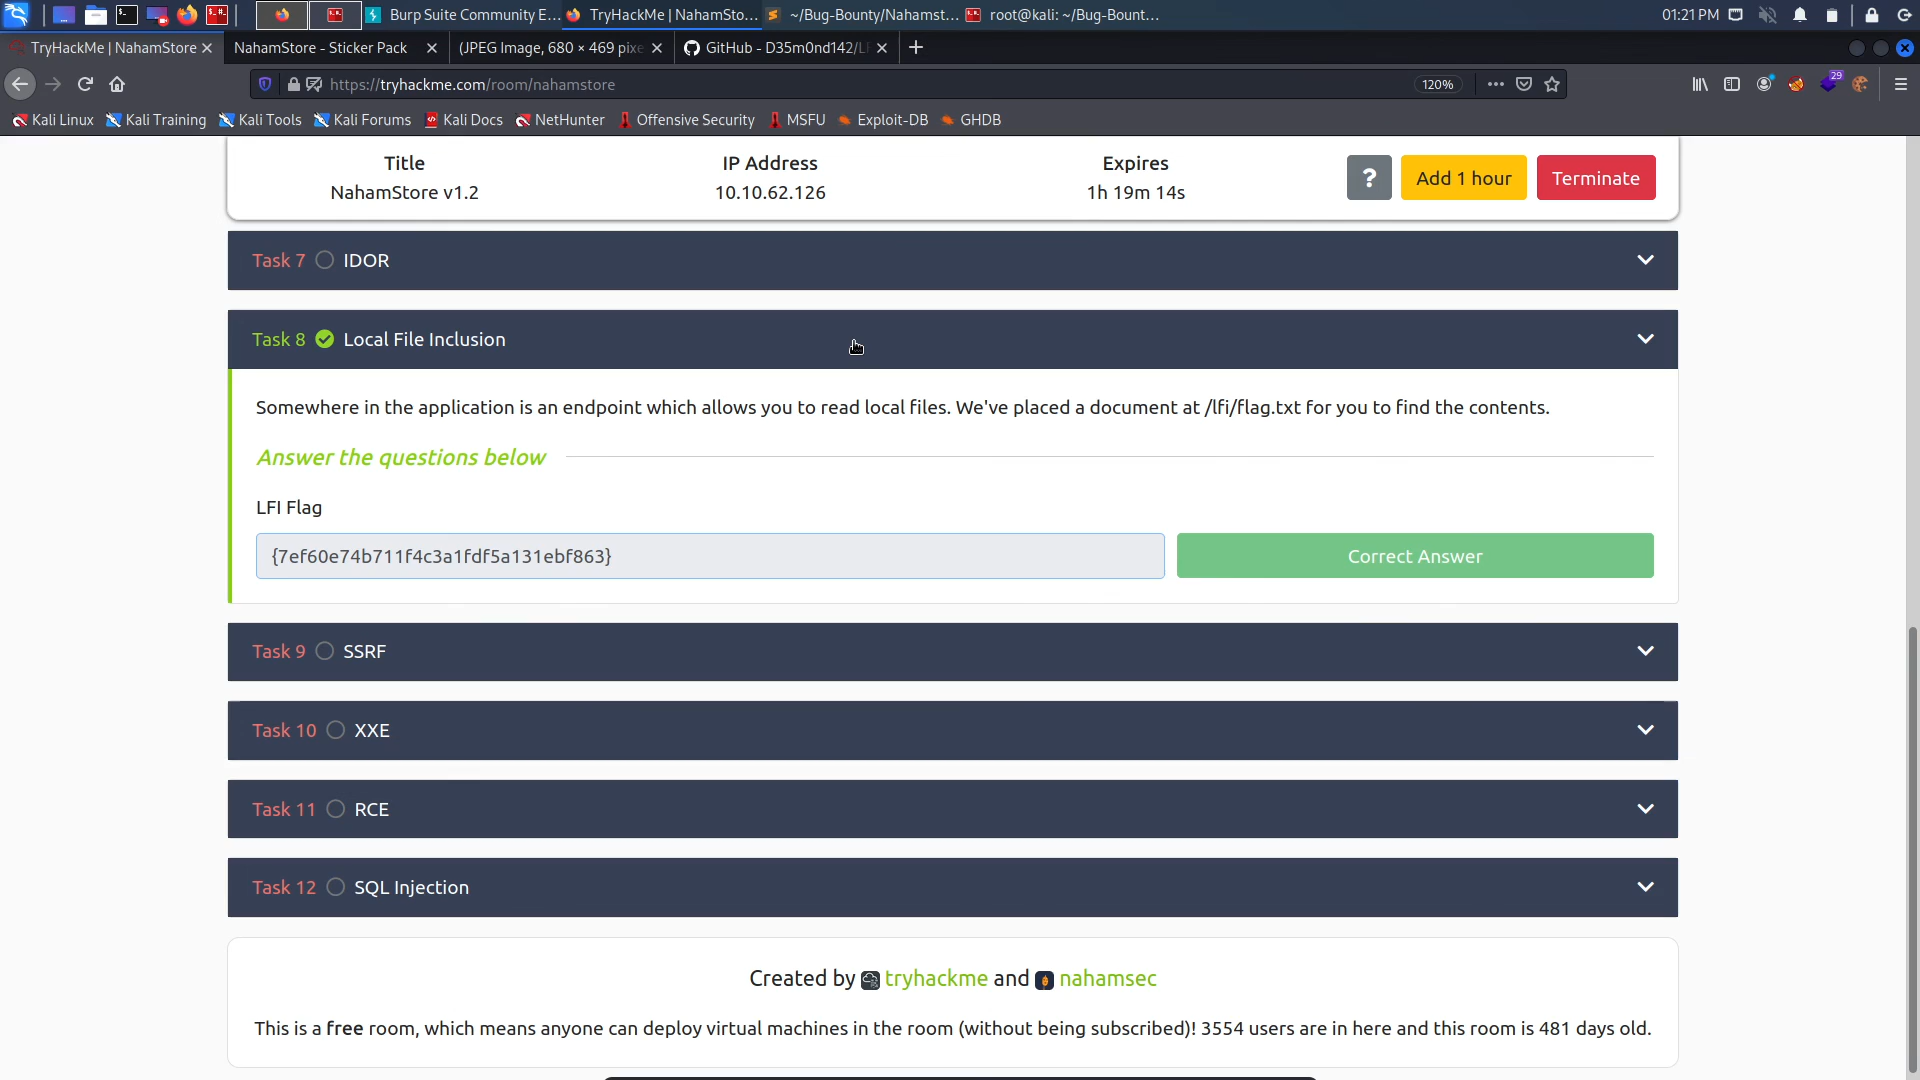 Burp Suite Community E... TryHackMe | NahamSto... ~/Bug-Bounty/Nahamst... root@kali: ~/Bug-Bount... 01:21 PM
TryHackMe | NahamStore NahamStore - Sticker Pack (JPEG Image, 680 × 469 pixe GitHub - D35m0nd142/L
https://tryhackme.com/room/nahamstore 120% 29
Kali Linux Kali Training Kali Tools Kali Forums Kali Docs NetHunter Offensive Security MSFU Exploit-DB GHDB
Title IP Address Expires
NahamStore v1.2 10.10.62.126 1h 19m 14s
? Add 1 hour Terminate
Task 7 IDOR
Task 8 Local File Inclusion
Somewhere in the application is an endpoint which allows you to read local files. We've placed a document at /lfi/flag.txt for you to find the contents.
Answer the questions below
LFI Flag
{7ef60e74b711f4c3a1fdf5a131ebf863} Correct Answer
Task 9 SSRF
Task 10 XXE
Task 11 RCE
Task 12 SQL Injection
Created by tryhackme and nahamsec
This is a free room, which means anyone can deploy virtual machines in the room (without being subscribed)! 3554 users are in here and this room is 481 days old.